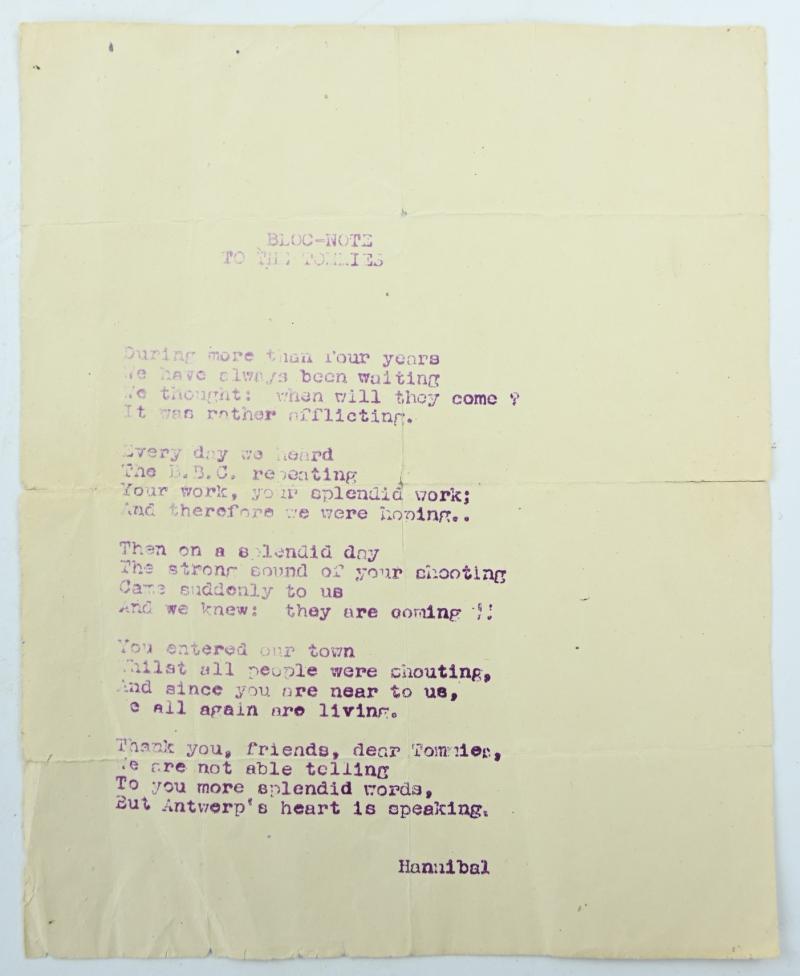 BLOC-NOTE
TO THE TOMMIES
During more than four years
We have always been waiting
We thought: when will they come ?
It was rather afflicting.
Every day we heard
The B.B.C. repeating
Your work, your splendid work;
And therefore we were hoping..
Then on a splendid day
The strong sound of your shooting
Came suddenly to us
And we knew: they are coming !!
You entered our town
Whilst all people were shouting,
And since you are near to us,
We all again are living.
Thank you, friends, dear Tommies,
We are not able telling
To you more splendid words,
But Antwerp's heart is speaking.
Hannibal